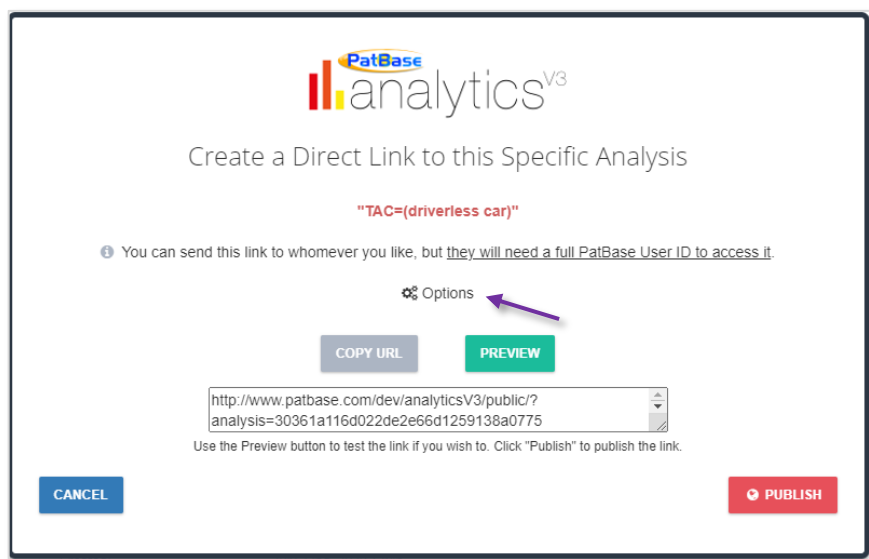 PatBase
analyticsV3
Create a Direct Link to this Specific Analysis
"TAC=(driverless car)"
You can send this link to whomever you like, but they will need a full PatBase User ID to access it.
Options
COPY URL PREVIEW
http://www.patbase.com/dev/analyticsV3/public/?
analysis=30361a116d022de2e66d1259138a0775
Use the Preview button to test the link if you wish to. Click "Publish" to publish the link.
CANCEL PUBLISH